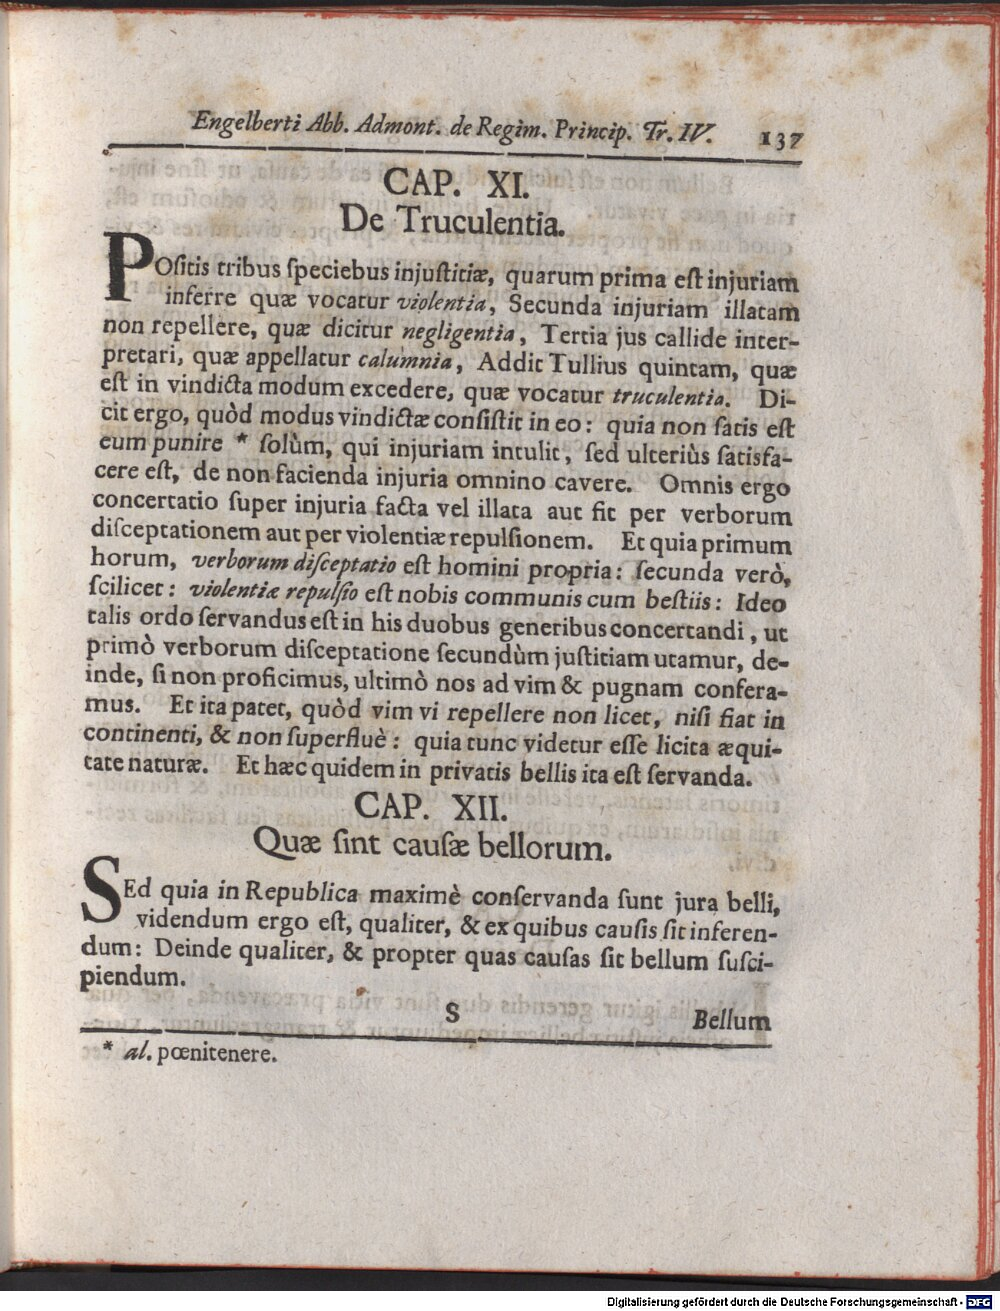 Engelberti Abb. Admont. de Regim. Princip. Tr. IV. 137
CAP. XI.
De Truculentia.
POſitis tribus ſpeciebus injuſtitiæ, quarum prima eſt injuriam
inferre quæ vocatur violentia, Secunda injuriam illatam
non repellere, quæ dicitur negligentia, Tertia jus callide inter-
pretari, quæ appellatur calumnia, Addit Tullius quintam, quæ
eſt in vindicta modum excedere, quæ vocatur truculentia. Di-
cit ergo, quòd modus vindictæ conſiſtit in eo: quia non ſatis eſt
eum punire * ſolùm, qui injuriam intulit, ſed ulteriùs ſatisfa-
cere eſt, de non facienda injuria omnino cavere. Omnis ergo
concertatio ſuper injuria facta vel illata aut fit per verborum
diſceptationem aut per violentiæ repulſionem. Et quia primum
horum, verborum diſceptatio eſt homini propria: ſecunda verò,
ſcilicet: violentiæ repulſio eſt nobis communis cum beſtiis: Ideo
talis ordo ſervandus eſt in his duobus generibus concertandi, ut
primò verborum diſceptatione ſecundùm juſtitiam utamur, de-
inde, ſi non proficimus, ultimò nos ad vim & pugnam confera-
mus. Et ita patet, quòd vim vi repellere non licet, niſi fiat in
continenti, & non ſuperfluè: quia tunc videtur eſſe licita æqui-
tate naturæ. Et hæc quidem in privatis bellis ita eſt ſervanda.
CAP. XII.
Quæ ſint cauſæ bellorum.
SEd quia in Republica maximè conſervanda ſunt jura belli,
videndum ergo eſt, qualiter, & ex quibus cauſis ſit inferen-
dum: Deinde qualiter, & propter quas cauſas ſit bellum ſuſci-
piendum.
S Bellum
* al. pœnitenere.
Digitalisierung gefördert durch die Deutsche Forschungsgemeinschaft - DFG